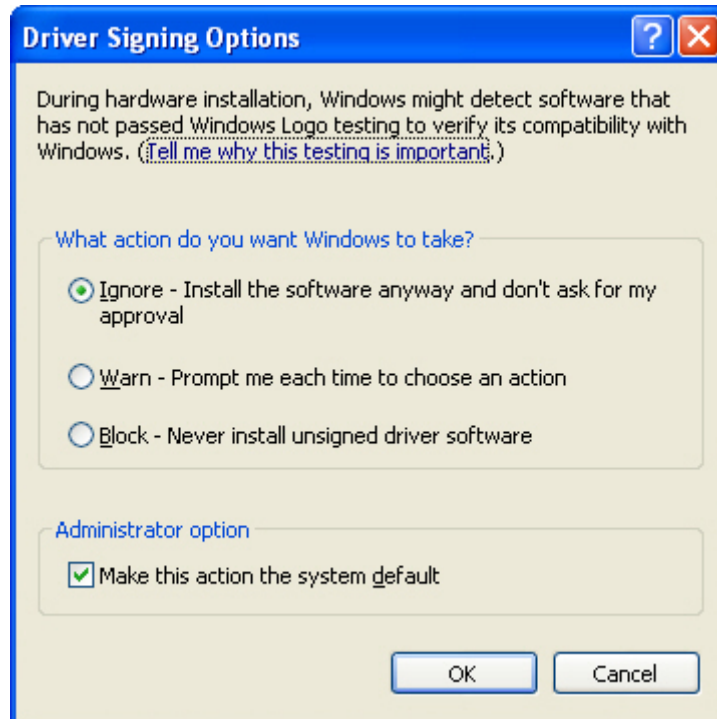 Driver Signing Options
During hardware installation, Windows might detect software that
has not passed Windows Logo testing to verify its compatibility with
Windows. (Tell me why this testing is important.)
What action do you want Windows to take?
Ignore - Install the software anyway and don't ask for my
approval
Warn - Prompt me each time to choose an action
Block - Never install unsigned driver software
Administrator option
Make this action the system default
OK Cancel